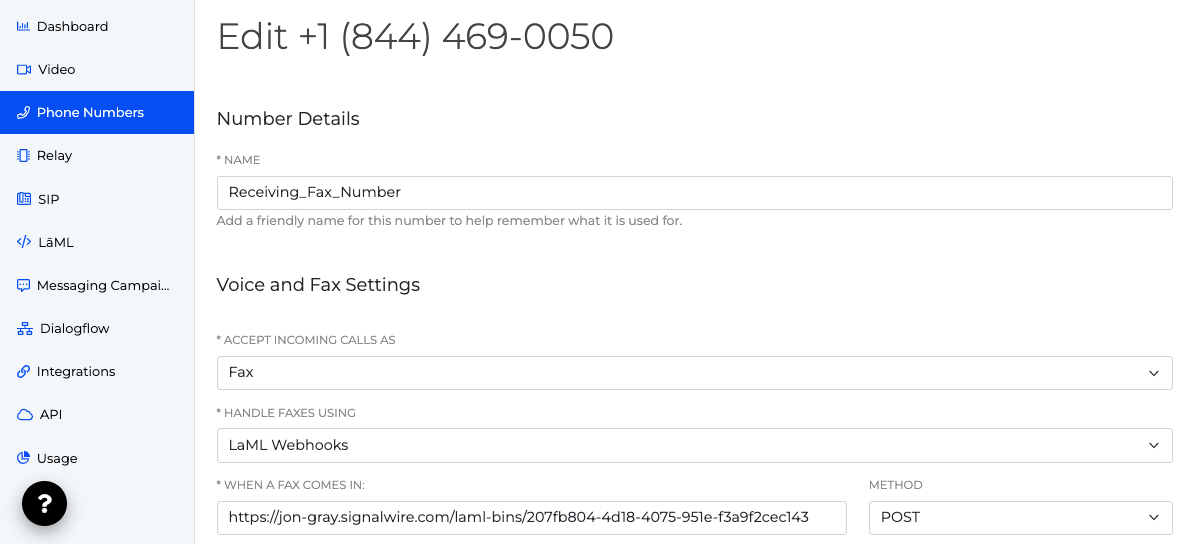 Dashboard
Video
Phone Numbers
Relay
SIP
LāML
Messaging Campai...
Dialogflow
Integrations
API
Usage
?
Edit +1 (844) 469-0050
Number Details
* NAME
Receiving_Fax_Number
Add a friendly name for this number to help remember what it is used for.
Voice and Fax Settings
* ACCEPT INCOMING CALLS AS
Fax
* HANDLE FAXES USING
LaML Webhooks
* WHEN A FAX COMES IN:
https://jon-gray.signalwire.com/laml-bins/207fb804-4d18-4075-951e-f3a9f2cec143
METHOD
POST